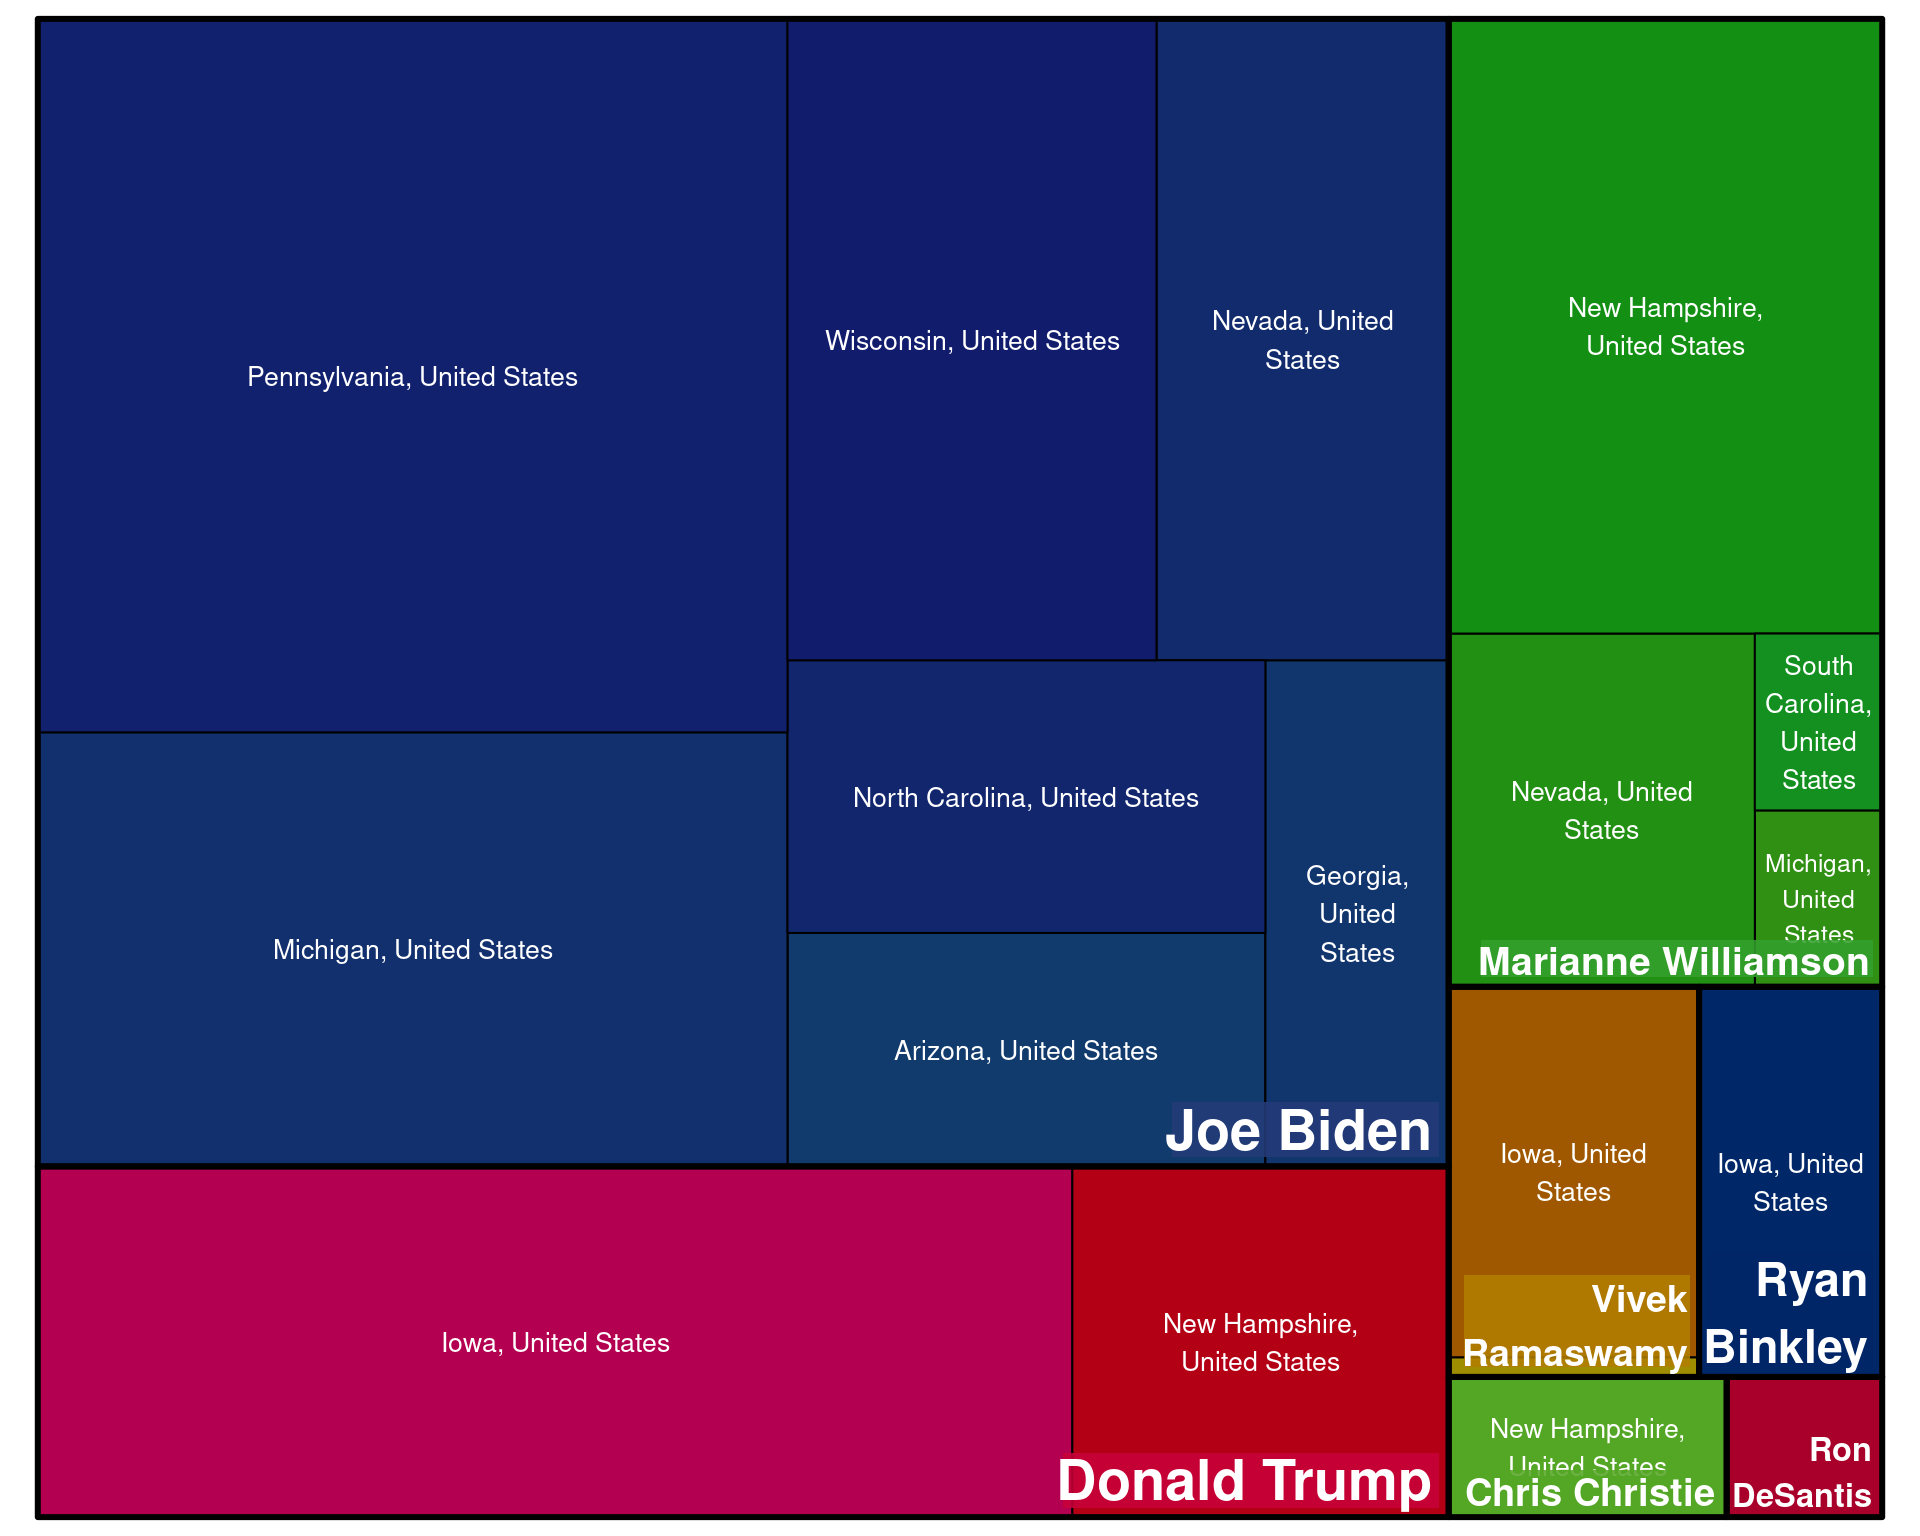 Pennsylvania, United States
Wisconsin, United States
Nevada, United
States
Michigan, United States
North Carolina, United States
Georgia,
United
States
Arizona, United States
Joe Biden
Iowa, United States
New Hampshire,
United States
Donald Trump
New Hampshire,
United States
Nevada, United
States
South
Carolina,
United
States
Michigan,
United
States
Marianne Williamson
Iowa, United
States
Vivek
Ramaswamy
Iowa, United
States
Ryan
Binkley
New Hampshire,
United States
Chris Christie
Ron
DeSantis